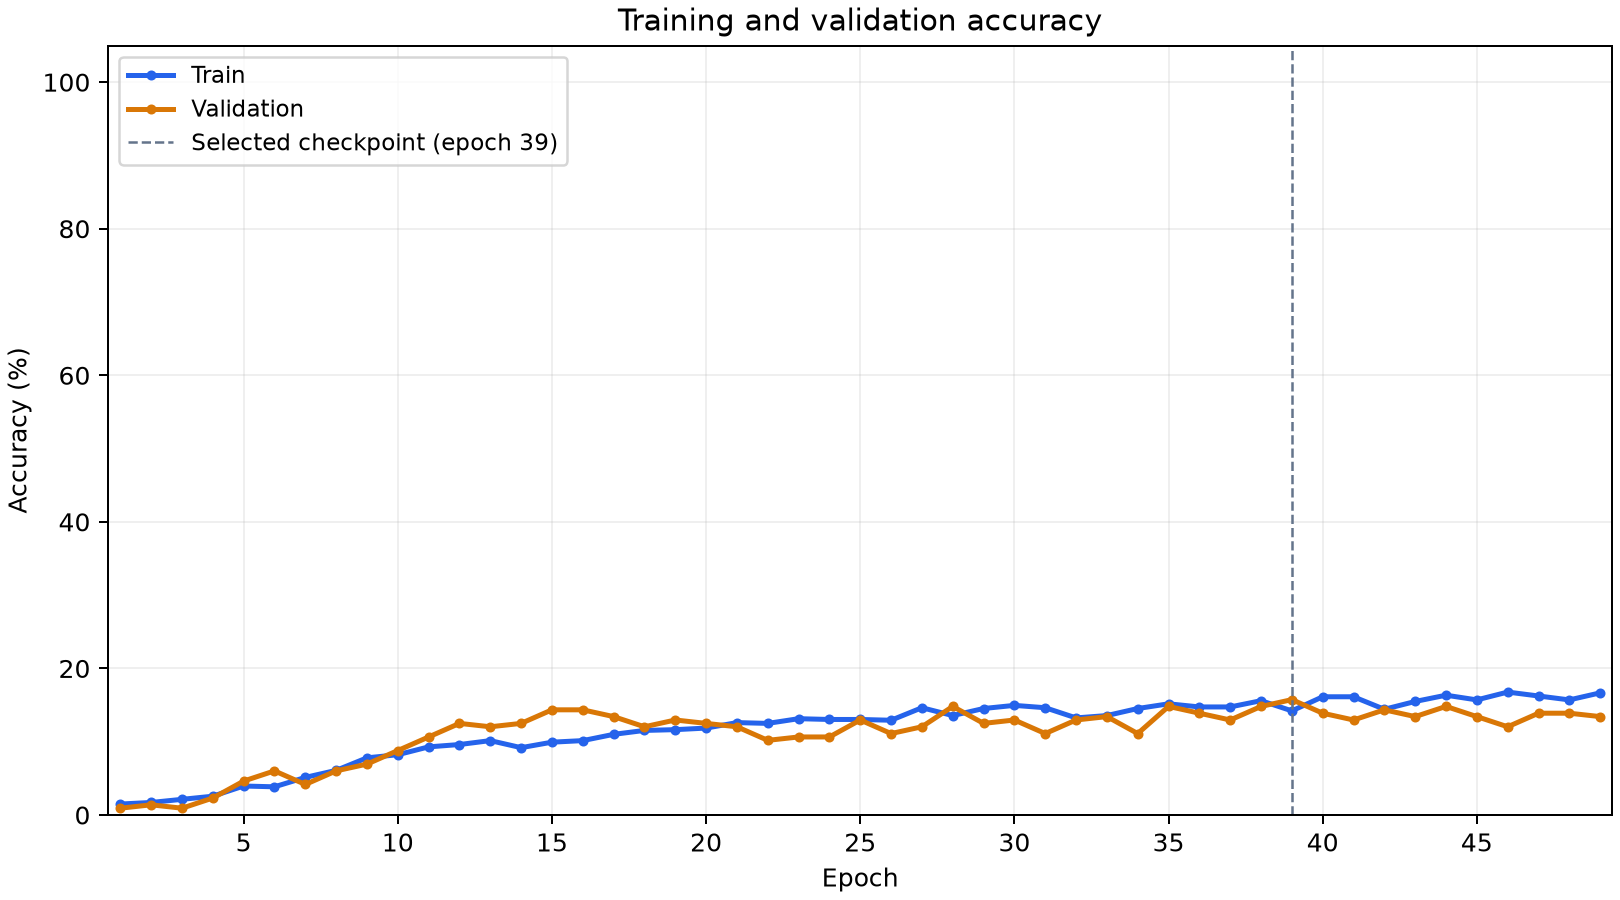 Training and validation accuracy
Train
Validation
Selected checkpoint (epoch 39)
100
80
60
40
20
0
Accuracy (%)
5 10 15 20 25 30 35 40 45
Epoch